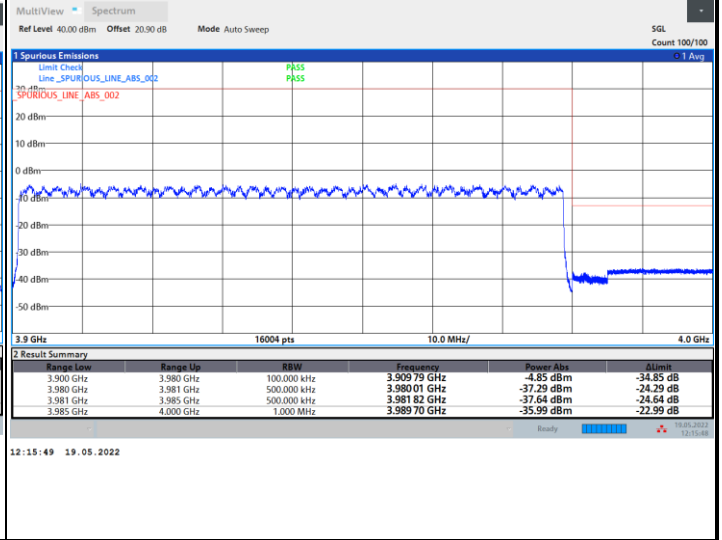 MultiView Spectrum
Ref Level 40.00 dBm Offset 20.90 dB Mode Auto Sweep SGL
Count 100/100
1 Spurious Emissions 1 Avg
Limit Check PASS
Line _SPURIOUS_LINE_ABS_002 PASS
30 dBm
_SPURIOUS_LINE_ABS_002
20 dBm
10 dBm
0 dBm
-10 dBm
-20 dBm
-30 dBm
-40 dBm
-50 dBm
3.9 GHz 16004 pts 10.0 MHz/ 4.0 GHz
2 Result Summary
Range Low Range Up RBW Frequency Power Abs ΔLimit
3.900 GHz 3.980 GHz 100.000 kHz 3.909 79 GHz -4.85 dBm -34.85 dB
3.980 GHz 3.981 GHz 500.000 kHz 3.980 01 GHz -37.29 dBm -24.29 dB
3.981 GHz 3.985 GHz 500.000 kHz 3.981 82 GHz -37.64 dBm -24.64 dB
3.985 GHz 4.000 GHz 1.000 MHz 3.989 70 GHz -35.99 dBm -22.99 dB
Ready 19.05.2022
12:15:48
12:15:49 19.05.2022